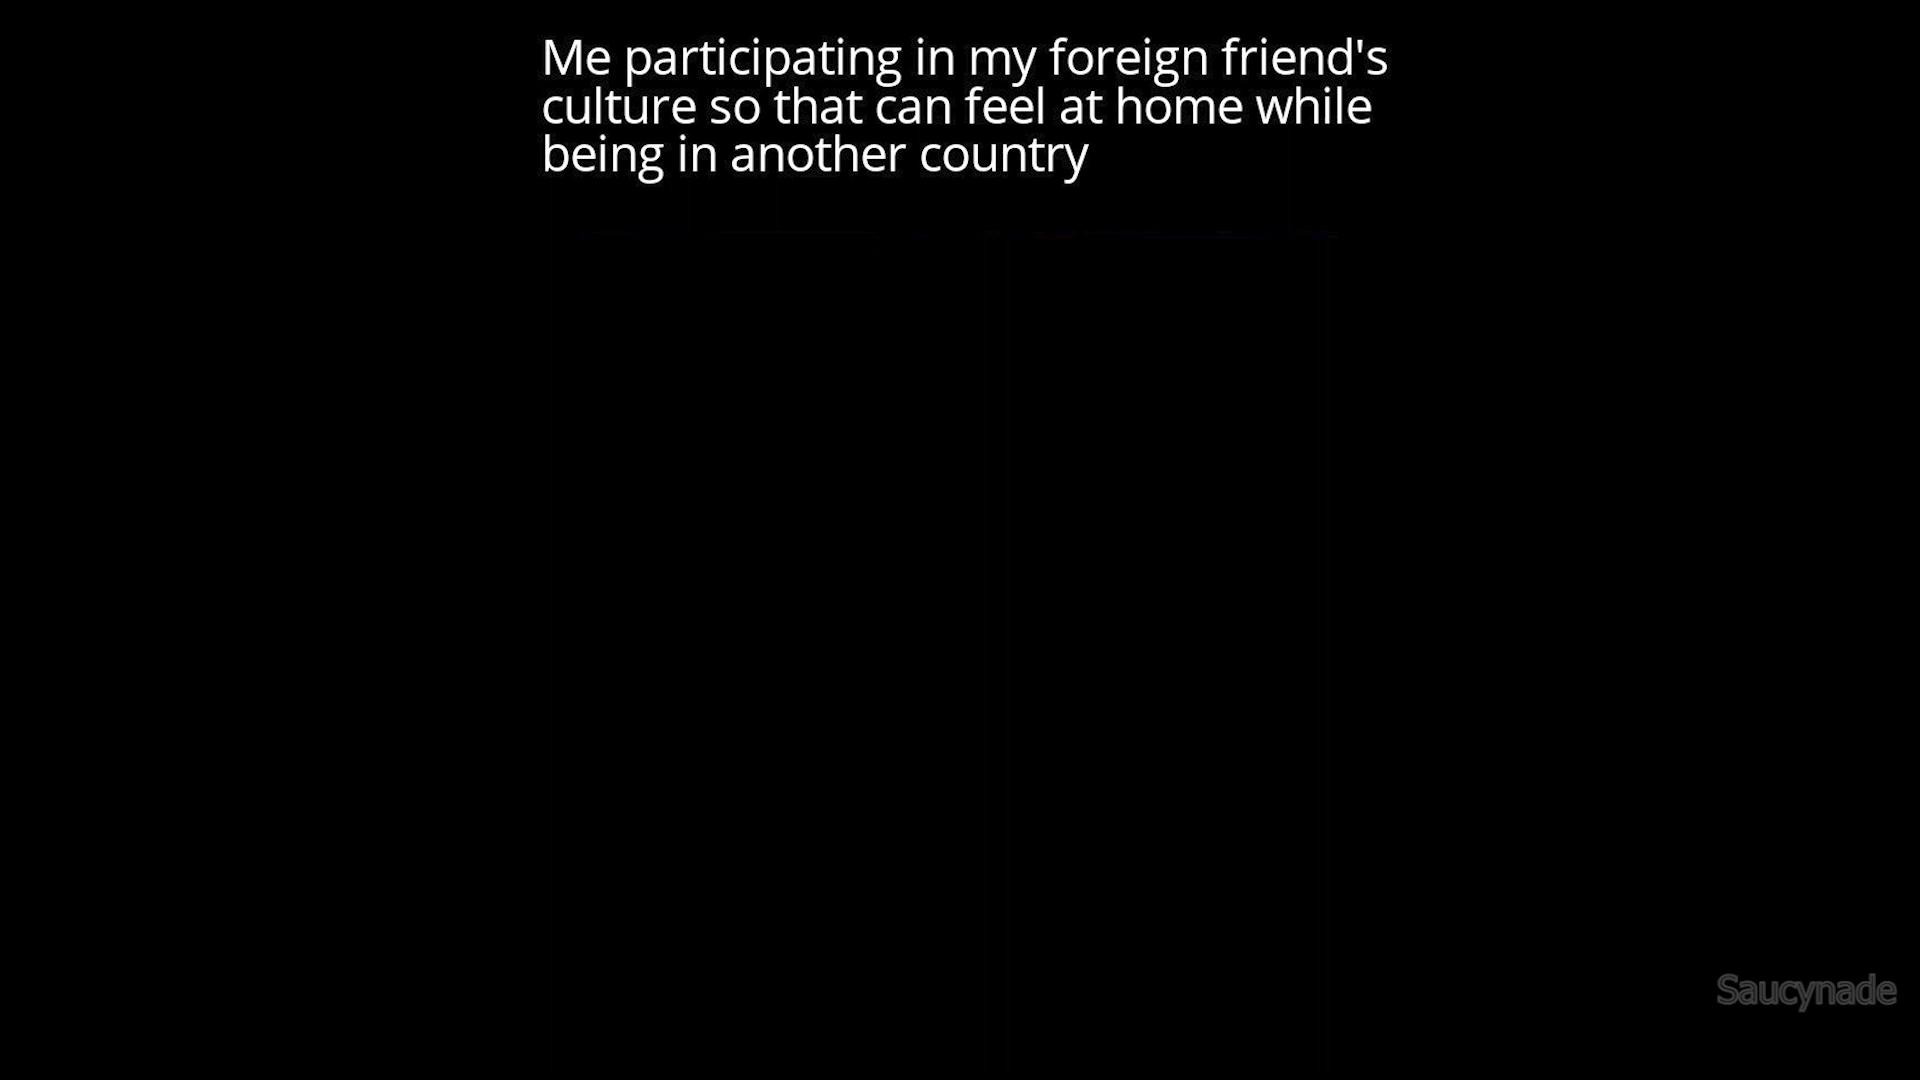 Me participating in my foreign friend's
culture so that can feel at home while
being in another country
Saucynade